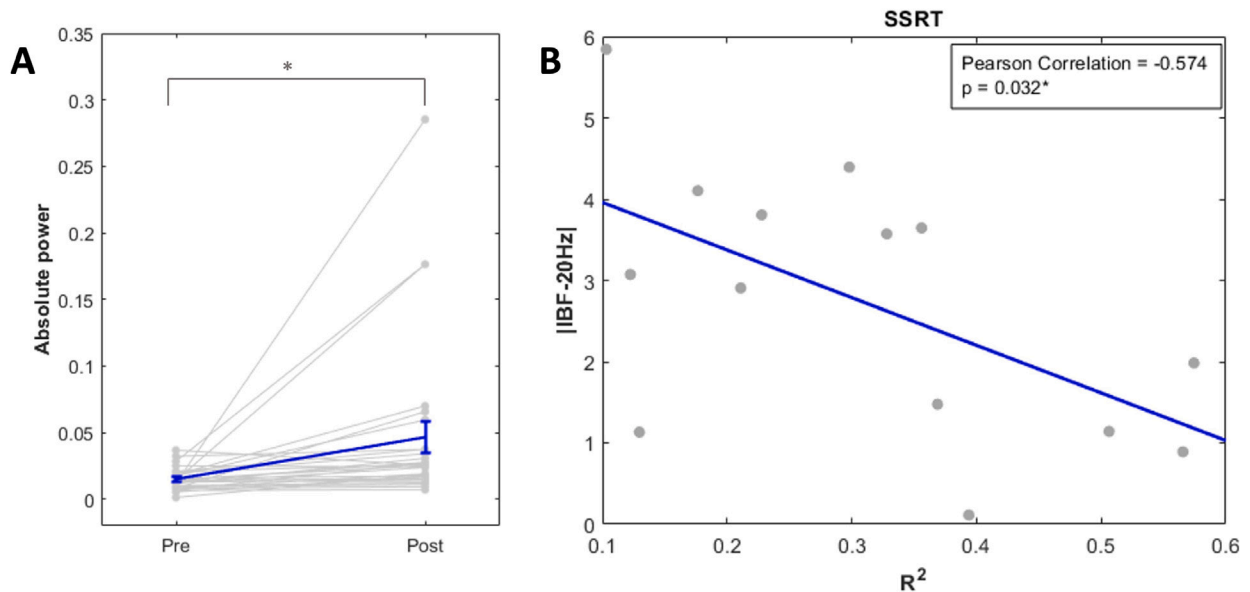 A
*
Absolute power
0.35
0.3
0.25
0.2
0.15
0.1
0.05
0
Pre
Post
B
SSRT
Pearson Correlation = -0.574
p = 0.032*
|IBF-20Hz|
6
5
4
3
2
1
0
0.1
0.2
0.3
0.4
0.5
0.6
R²